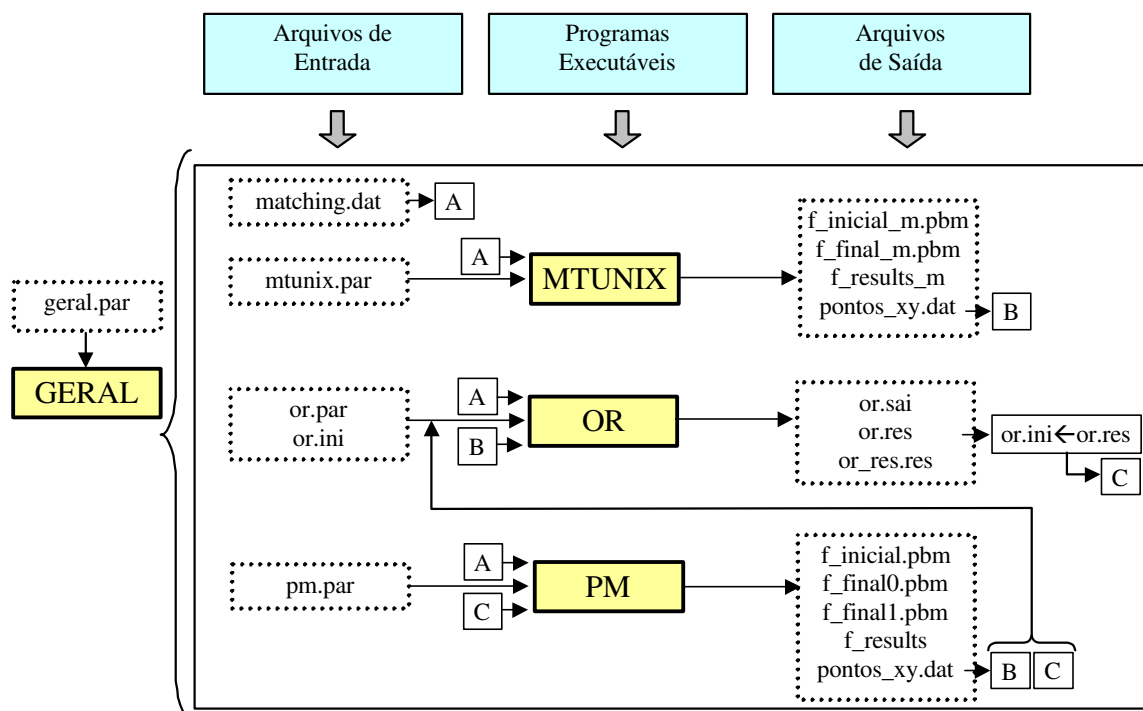 Arquivos de
Entrada
Programas
Executáveis
Arquivos
de Saída
matching.dat
A
mtunix.par
A
MTUNIX
f_inicial_m.pbm
f_final_m.pbm
f_results_m
pontos_xy.dat
B
geral.par
GERAL
or.par
or.ini
A
B
OR
or.sai
or.res
or_res.res
or.ini←or.res
C
pm.par
A
C
PM
f_inicial.pbm
f_final0.pbm
f_final1.pbm
f_results
pontos_xy.dat
B
C